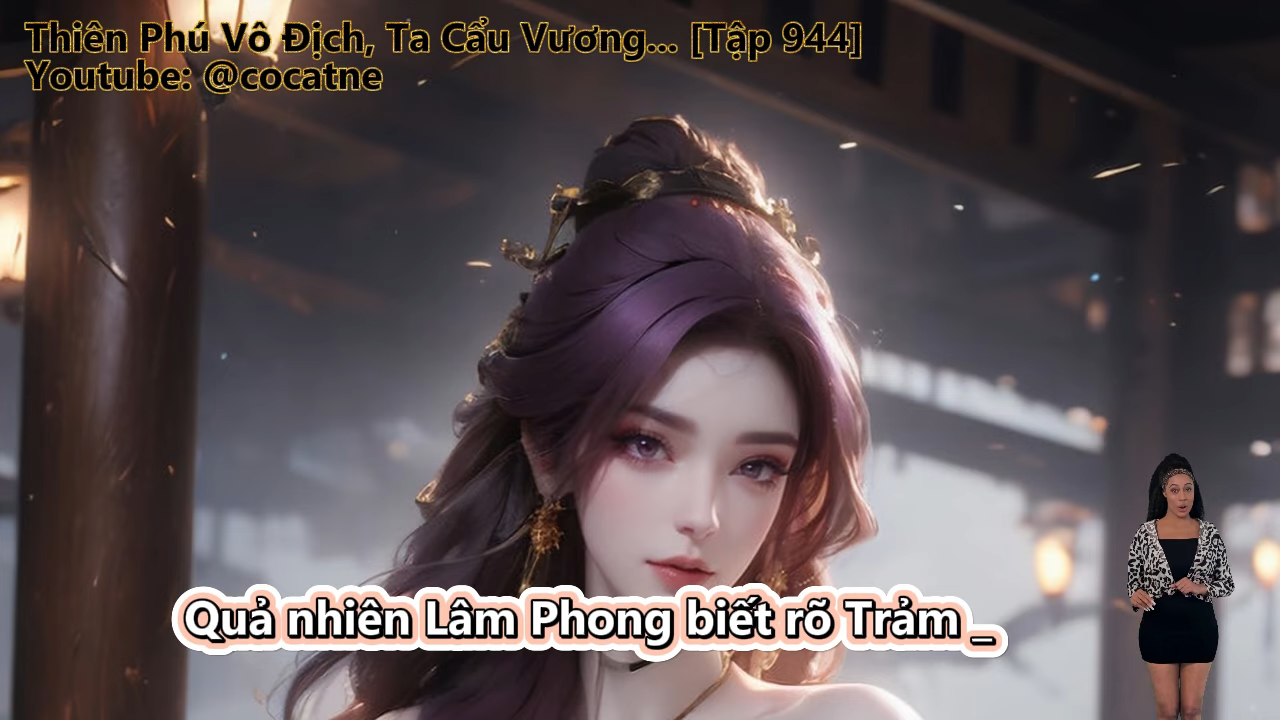 Thiên Phú Vô Địch, Ta Cẩu Vương... [Tập 944]
Youtube: @cocatne
Quả nhiên Lâm Phong biết rõ Trảm _